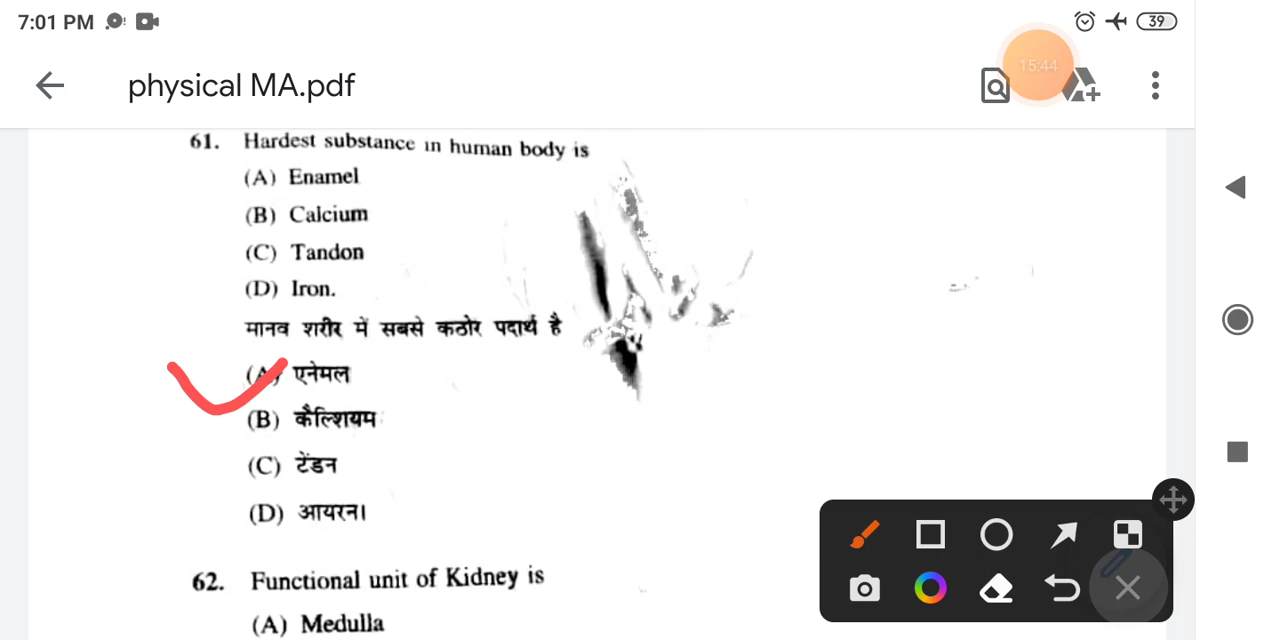 7:01 PM
39
physical MA.pdf
15:44
61. Hardest substance in human body is
(A) Enamel
(B) Calcium
(C) Tandon
(D) Iron.
मानव शरीर में सबसे कठोर पदार्थ है
(A) एनेमल
(B) कैल्शियम
(C) टेंडन
(D) आयरन।
62. Functional unit of Kidney is
(A) Medulla